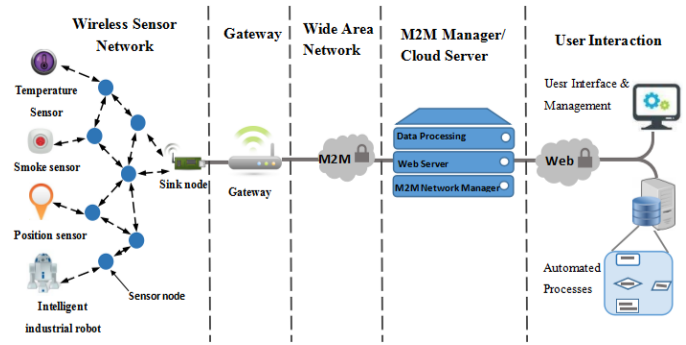 Wireless Sensor
Network
Gateway
Wide Area
Network
M2M Manager/
Cloud Server
User Interaction
Temperature
Sensor
Smoke sensor
Position sensor
Intelligent
industrial robot
Sensor node
Sink node
Gateway
M2M
Data Processing
Web Server
M2M Network Manager
Web
User Interface &
Management
Automated
Processes